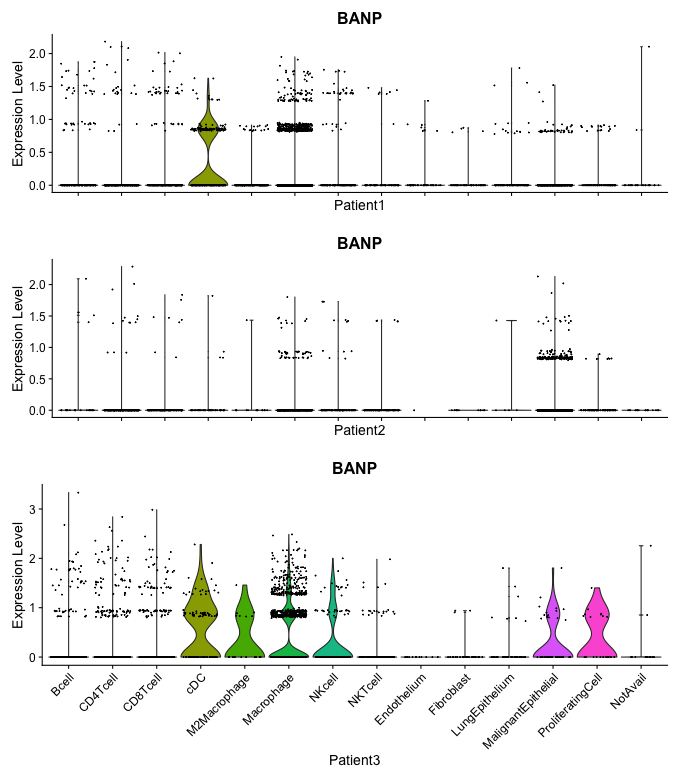 BANP
2.0
1.5
1.0
0.5
0.0
Expression Level
Patient1
BANP
2.0
1.5
1.0
0.5
0.0
Expression Level
Patient2
BANP
3
2
1
0
Expression Level
Bcell
CD4Tcell
CD8Tcell
cDC
M2Macrophage
Macrophage
NKcell
NKTcell
Endothelium
Fibroblast
LungEpithelium
MalignantEpithelial
ProliferatingCell
NotAvail
Patient3